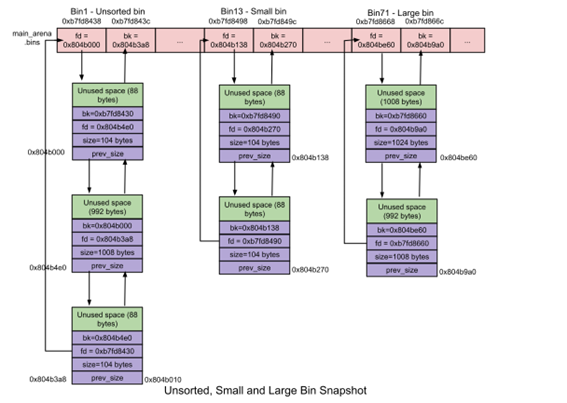 Bin1 - Unsorted bin
Bin13 - Small bin
Bin71 - Large bin
0xb7fd8438 0xb7fd843c
0xb7fd8498 0xb7fd849c
0xb7fd8668 0xb7fd866c
main_arena
.bins
fd =
0x804b000
bk =
0x804b3a8
...
fd =
0x804b138
bk =
0x804b270
...
fd =
0x804be60
bk =
0x804b9a0
...
Unused space (88
bytes)
bk=0xb7fd8430
fd = 0x804b4e0
size=104 bytes
prev_size
0x804b000
Unused space (88
bytes)
bk=0xb7fd8490
fd = 0x804b270
size=104 bytes
prev_size
0x804b138
Unused space
(1008 bytes)
bk=0xb7fd8660
fd = 0x804b9a0
size=1024 bytes
prev_size
0x804be60
Unused space
(992 bytes)
bk=0x804b000
fd = 0x804b3a8
size=1008 bytes
prev_size
0x804b4e0
Unused space (88
bytes)
bk=0x804b138
fd = 0xb7fd8490
size=104 bytes
prev_size
0x804b270
Unused space
(992 bytes)
bk=0x804be60
fd = 0xb7fd8660
size=1008 bytes
prev_size
0x804b9a0
Unused space (88
bytes)
bk=0x804b4e0
fd = 0xb7fd8430
size=104 bytes
prev_size
0x804b3a8
0x804b010
Unsorted, Small and Large Bin Snapshot